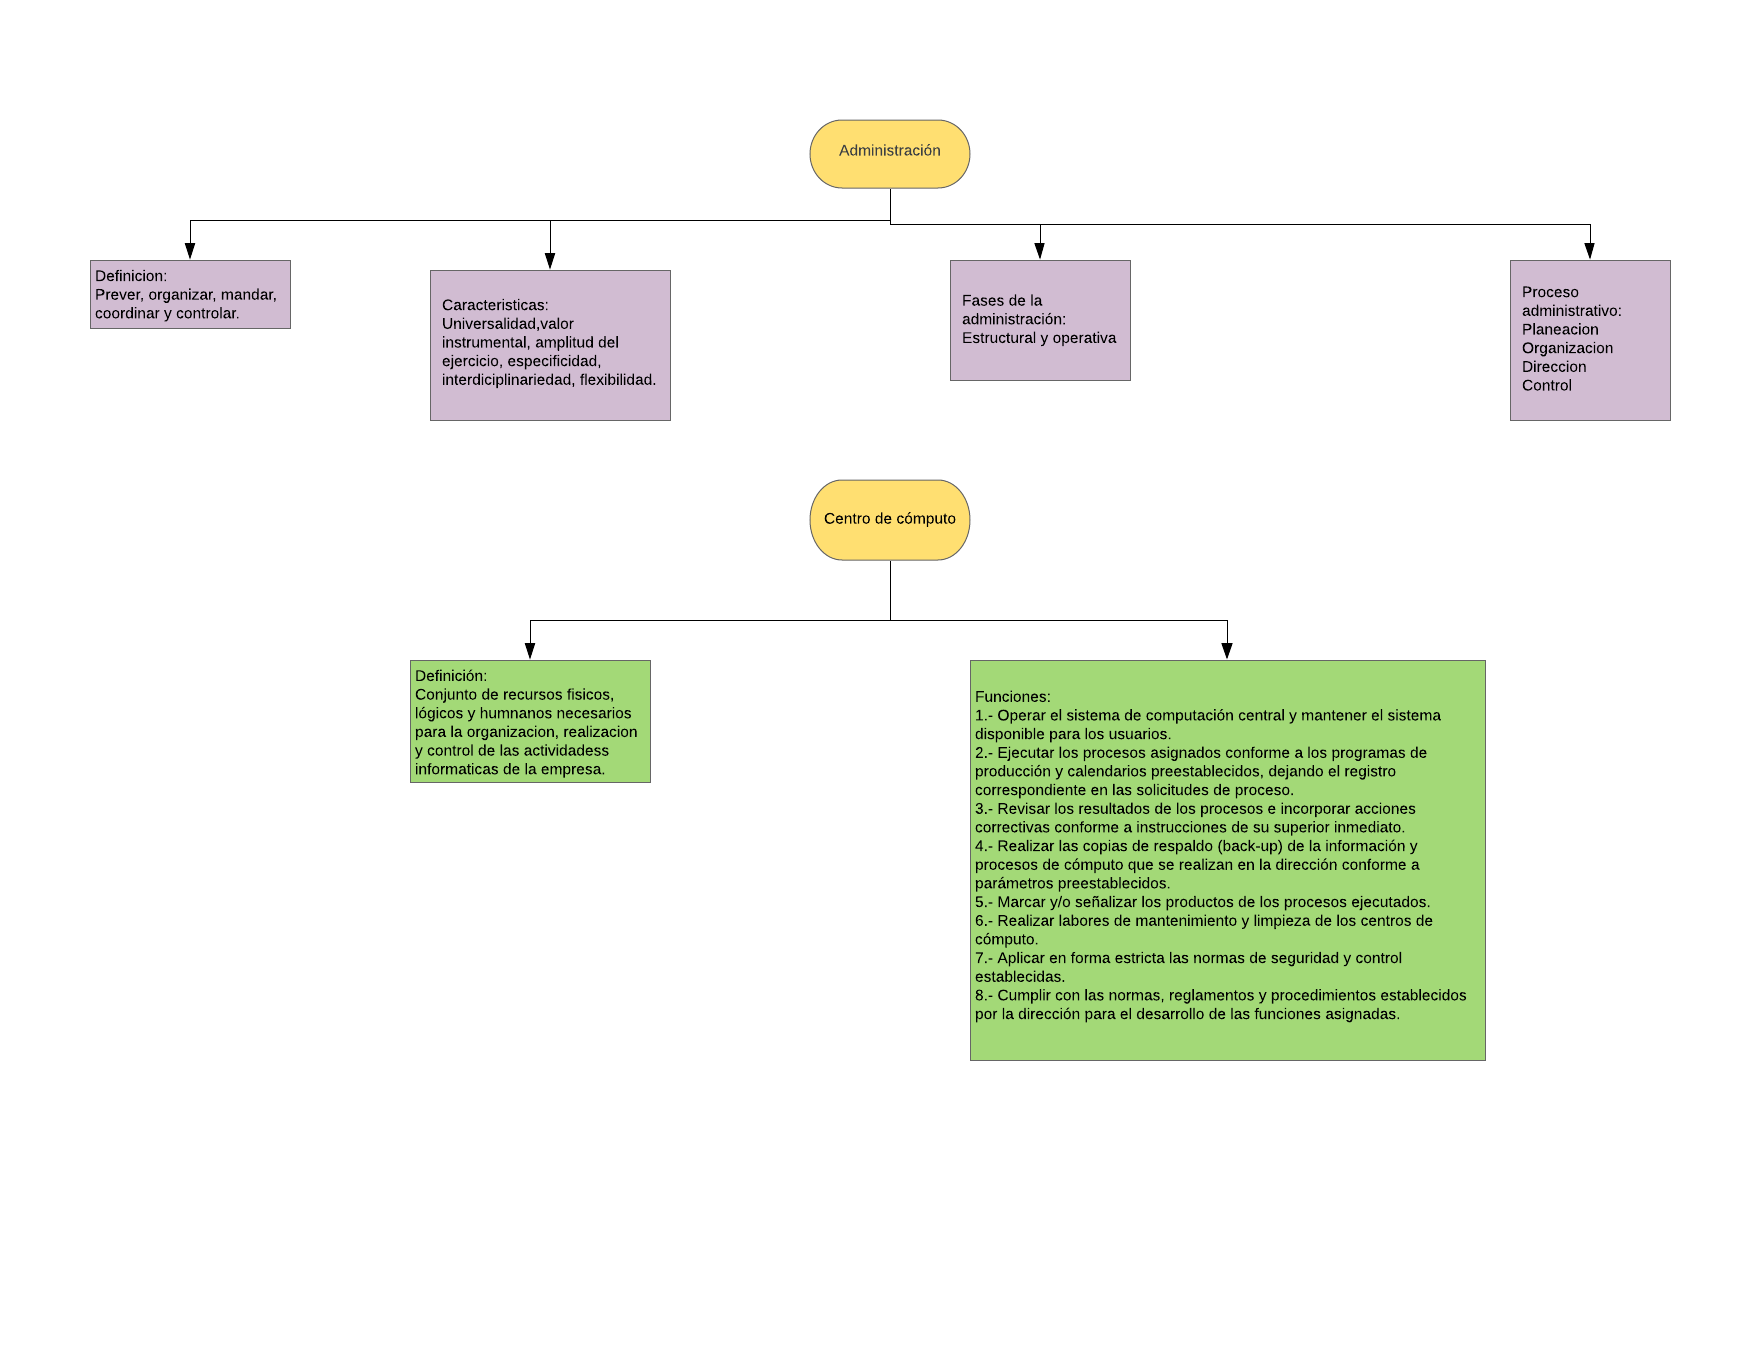 Administración
Definicion:
Prever, organizar, mandar,
coordinar y controlar.
Caracteristicas:
Universalidad,valor
instrumental, amplitud del
ejercicio, especificidad,
interdiciplinariedad, flexibilidad.
Fases de la
administración:
Estructural y operativa
Proceso
administrativo:
Planeacion
Organizacion
Direccion
Control
Centro de cómputo
Definición:
Conjunto de recursos fisicos,
lógicos y humnanos necesarios
para la organizacion, realizacion
y control de las actividadess
informaticas de la empresa.
Funciones:
1.- Operar el sistema de computación central y mantener el sistema
disponible para los usuarios.
2.- Ejecutar los procesos asignados conforme a los programas de
producción y calendarios preestablecidos, dejando el registro
correspondiente en las solicitudes de proceso.
3.- Revisar los resultados de los procesos e incorporar acciones
correctivas conforme a instrucciones de su superior inmediato.
4.- Realizar las copias de respaldo (back-up) de la información y
procesos de cómputo que se realizan en la dirección conforme a
parámetros preestablecidos.
5.- Marcar y/o señalizar los productos de los procesos ejecutados.
6.- Realizar labores de mantenimiento y limpieza de los centros de
cómputo.
7.- Aplicar en forma estricta las normas de seguridad y control
establecidas.
8.- Cumplir con las normas, reglamentos y procedimientos establecidos
por la dirección para el desarrollo de las funciones asignadas.